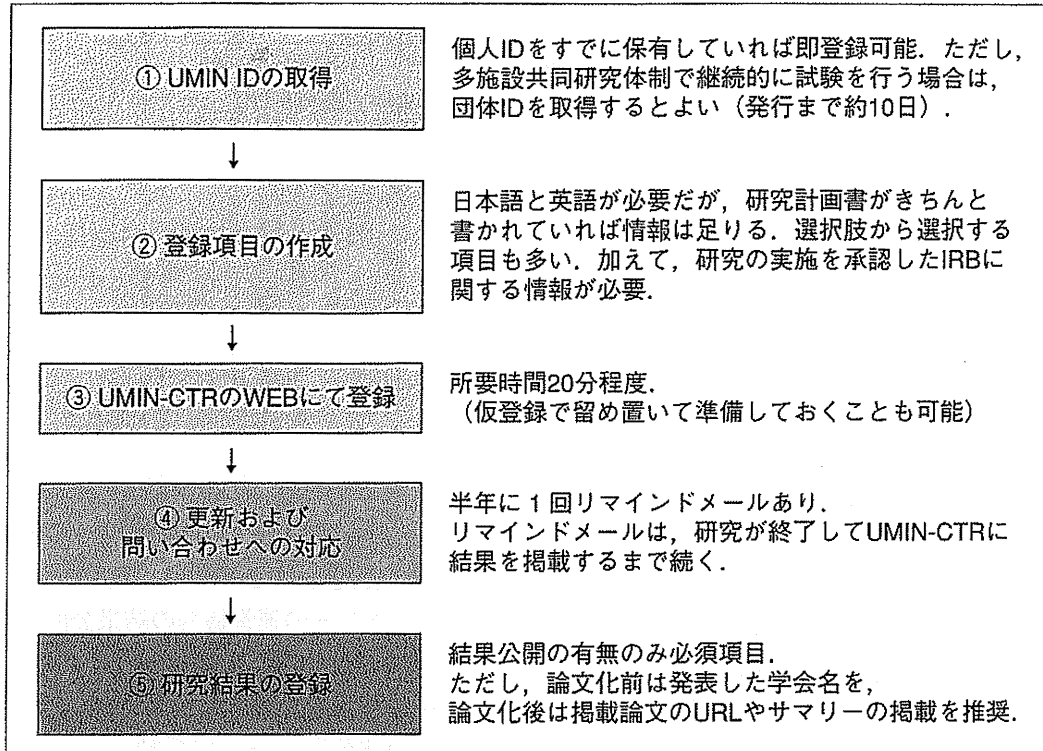 ① UMIN IDの取得
個人IDをすでに保有していれば即登録可能．ただし，
多施設共同研究体制で継続的に試験を行う場合は，
団体IDを取得するとよい（発行まで約10日）．
↓
② 登録項目の作成
日本語と英語が必要だが，研究計画書がきちんと
書かれていれば情報は足りる．選択肢から選択する
項目も多い．加えて，研究の実施を承認したIRBに
関する情報が必要．
↓
③ UMIN-CTRのWEBにて登録
所要時間20分程度．
（仮登録で留め置いて準備しておくことも可能）
↓
④ 更新および
問い合わせへの対応
半年に1回リマインドメールあり．
リマインドメールは，研究が終了してUMIN-CTRに
結果を掲載するまで続く．
↓
⑤ 研究結果の登録
結果公開の有無のみ必須項目．
ただし，論文化前は発表した学会名を，
論文化後は掲載論文のURLやサマリーの掲載を推奨．